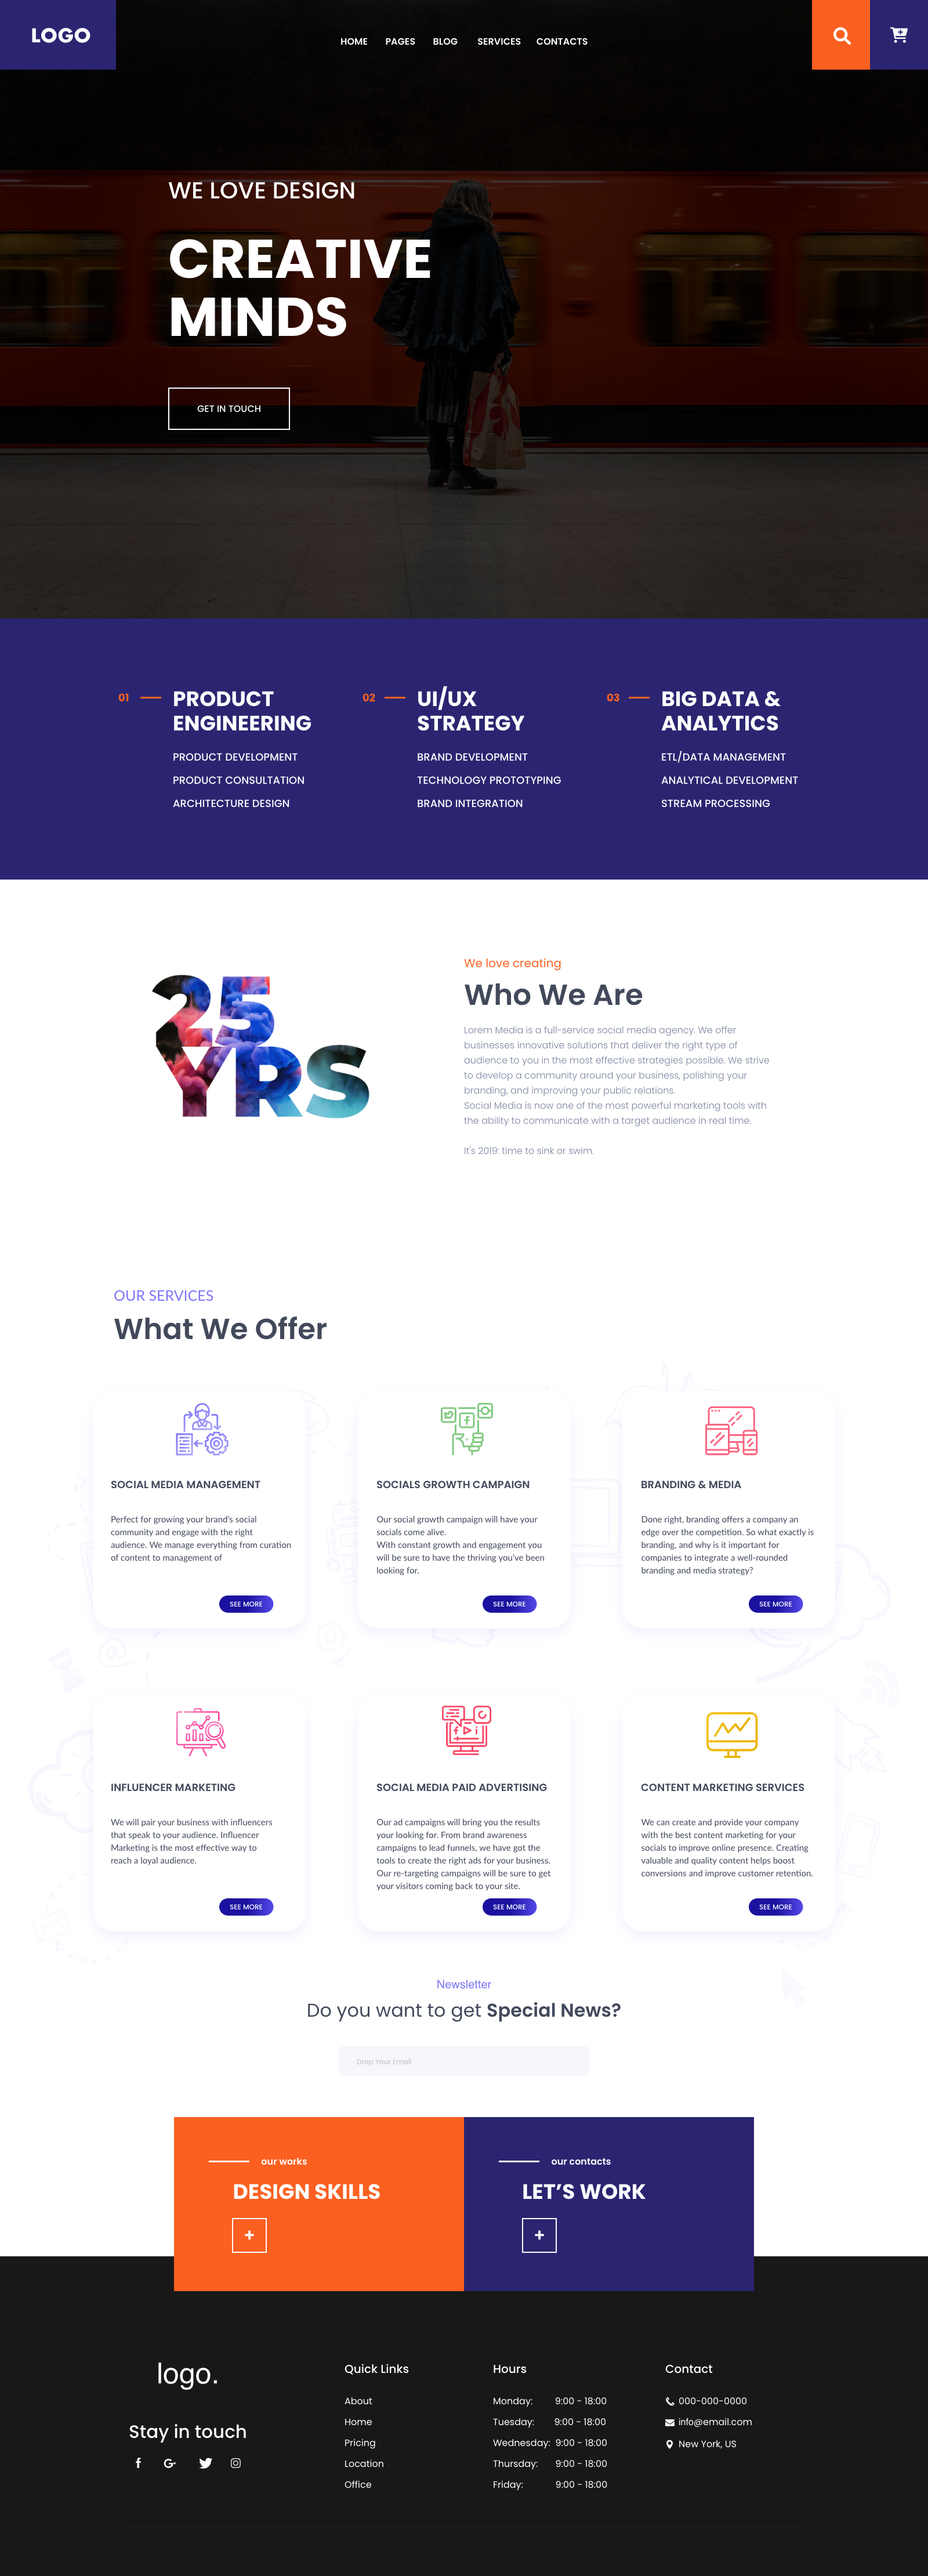 LOGO
HOME PAGES BLOG SERVICES CONTACTS
WE LOVE DESIGN
CREATIVE
MINDS
GET IN TOUCH
01
PRODUCT
ENGINEERING
PRODUCT DEVELOPMENT
PRODUCT CONSULTATION
ARCHITECTURE DESIGN
02
UI/UX
STRATEGY
BRAND DEVELOPMENT
TECHNOLOGY PROTOTYPING
BRAND INTEGRATION
03
BIG DATA &
ANALYTICS
ETL/DATA MANAGEMENT
ANALYTICAL DEVELOPMENT
STREAM PROCESSING
25
YRS
We love creating
Who We Are
Lorem Media is a full-service social media agency. We offer
businesses innovative solutions that deliver the right type of
audience to you in the most effective strategies possible. We strive
to develop a community around your business, polishing your
branding, and improving your public relations.
Social Media is now one of the most powerful marketing tools with
the ability to communicate with a target audience in real time.
It's 2019: time to sink or swim.
OUR SERVICES
What We Offer
SOCIAL MEDIA MANAGEMENT
Perfect for growing your brand's social
community and engage with the right
audience. We manage everything from curation
of content to management of
SEE MORE
SOCIALS GROWTH CAMPAIGN
Our social growth campaign will have your
socials come alive.
With constant growth and engagement you
will be sure to have the thriving you've been
looking for.
SEE MORE
BRANDING & MEDIA
Done right, branding offers a company an
edge over the competition. So what exactly is
branding, and why is it important for
companies to integrate a well-rounded
branding and media strategy?
SEE MORE
INFLUENCER MARKETING
We will pair your business with influencers
that speak to your audience. Influencer
Marketing is the most effective way to
reach a loyal audience.
SEE MORE
SOCIAL MEDIA PAID ADVERTISING
Our ad campaigns will bring you the results
your looking for. From brand awareness
campaigns to lead funnels, we have got the
tools to create the right ads for your business.
Our re-targeting campaigns will be sure to get
your visitors coming back to your site.
SEE MORE
CONTENT MARKETING SERVICES
We can create and provide your company
with the best content marketing for your
socials to improve online presence. Creating
valuable and quality content helps boost
conversions and improve customer retention.
SEE MORE
Newsletter
Do you want to get Special News?
Drop Your Email
our works
DESIGN SKILLS
+
our contacts
LET'S WORK
+
logo.
Stay in touch
Quick Links
About
Home
Pricing
Location
Office
Hours
Monday: 9:00 - 18:00
Tuesday: 9:00 - 18:00
Wednesday: 9:00 - 18:00
Thursday: 9:00 - 18:00
Friday: 9:00 - 18:00
Contact
000-000-0000
info@email.com
New York, US